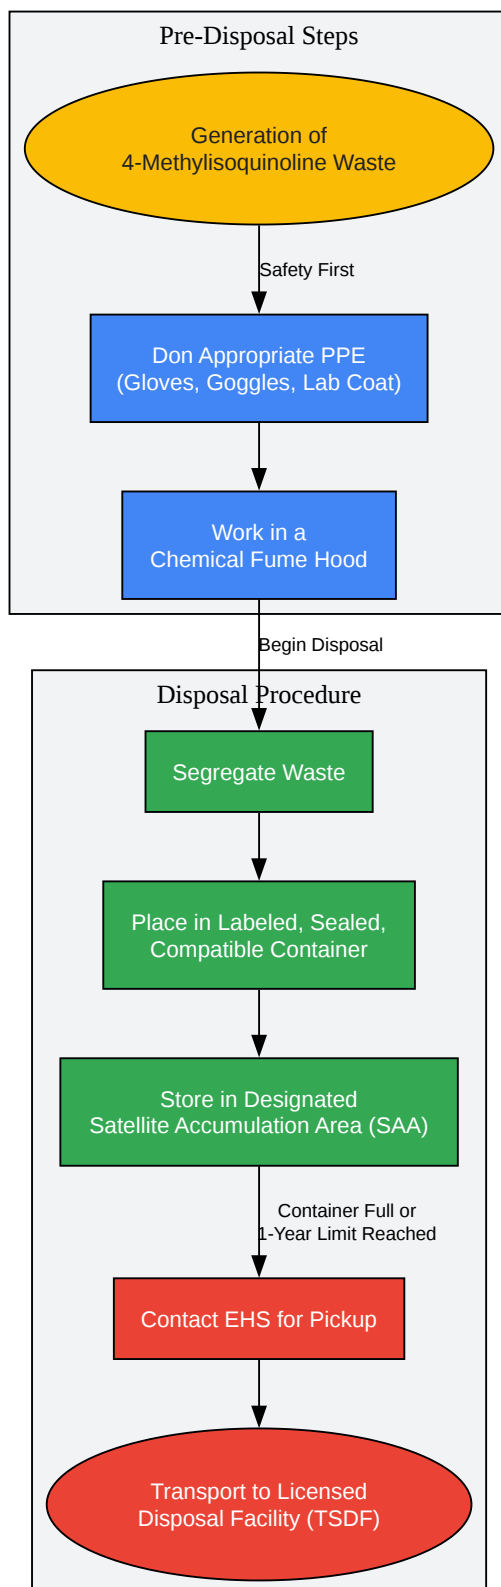 Pre-Disposal Steps
Generation of
4-Methylisoquinoline Waste
Safety First
Don Appropriate PPE
(Gloves, Goggles, Lab Coat)
Work in a
Chemical Fume Hood
Begin Disposal
Disposal Procedure
Segregate Waste
Place in Labeled, Sealed,
Compatible Container
Store in Designated
Satellite Accumulation Area (SAA)
Container Full or
1-Year Limit Reached
Contact EHS for Pickup
Transport to Licensed
Disposal Facility (TSDF)